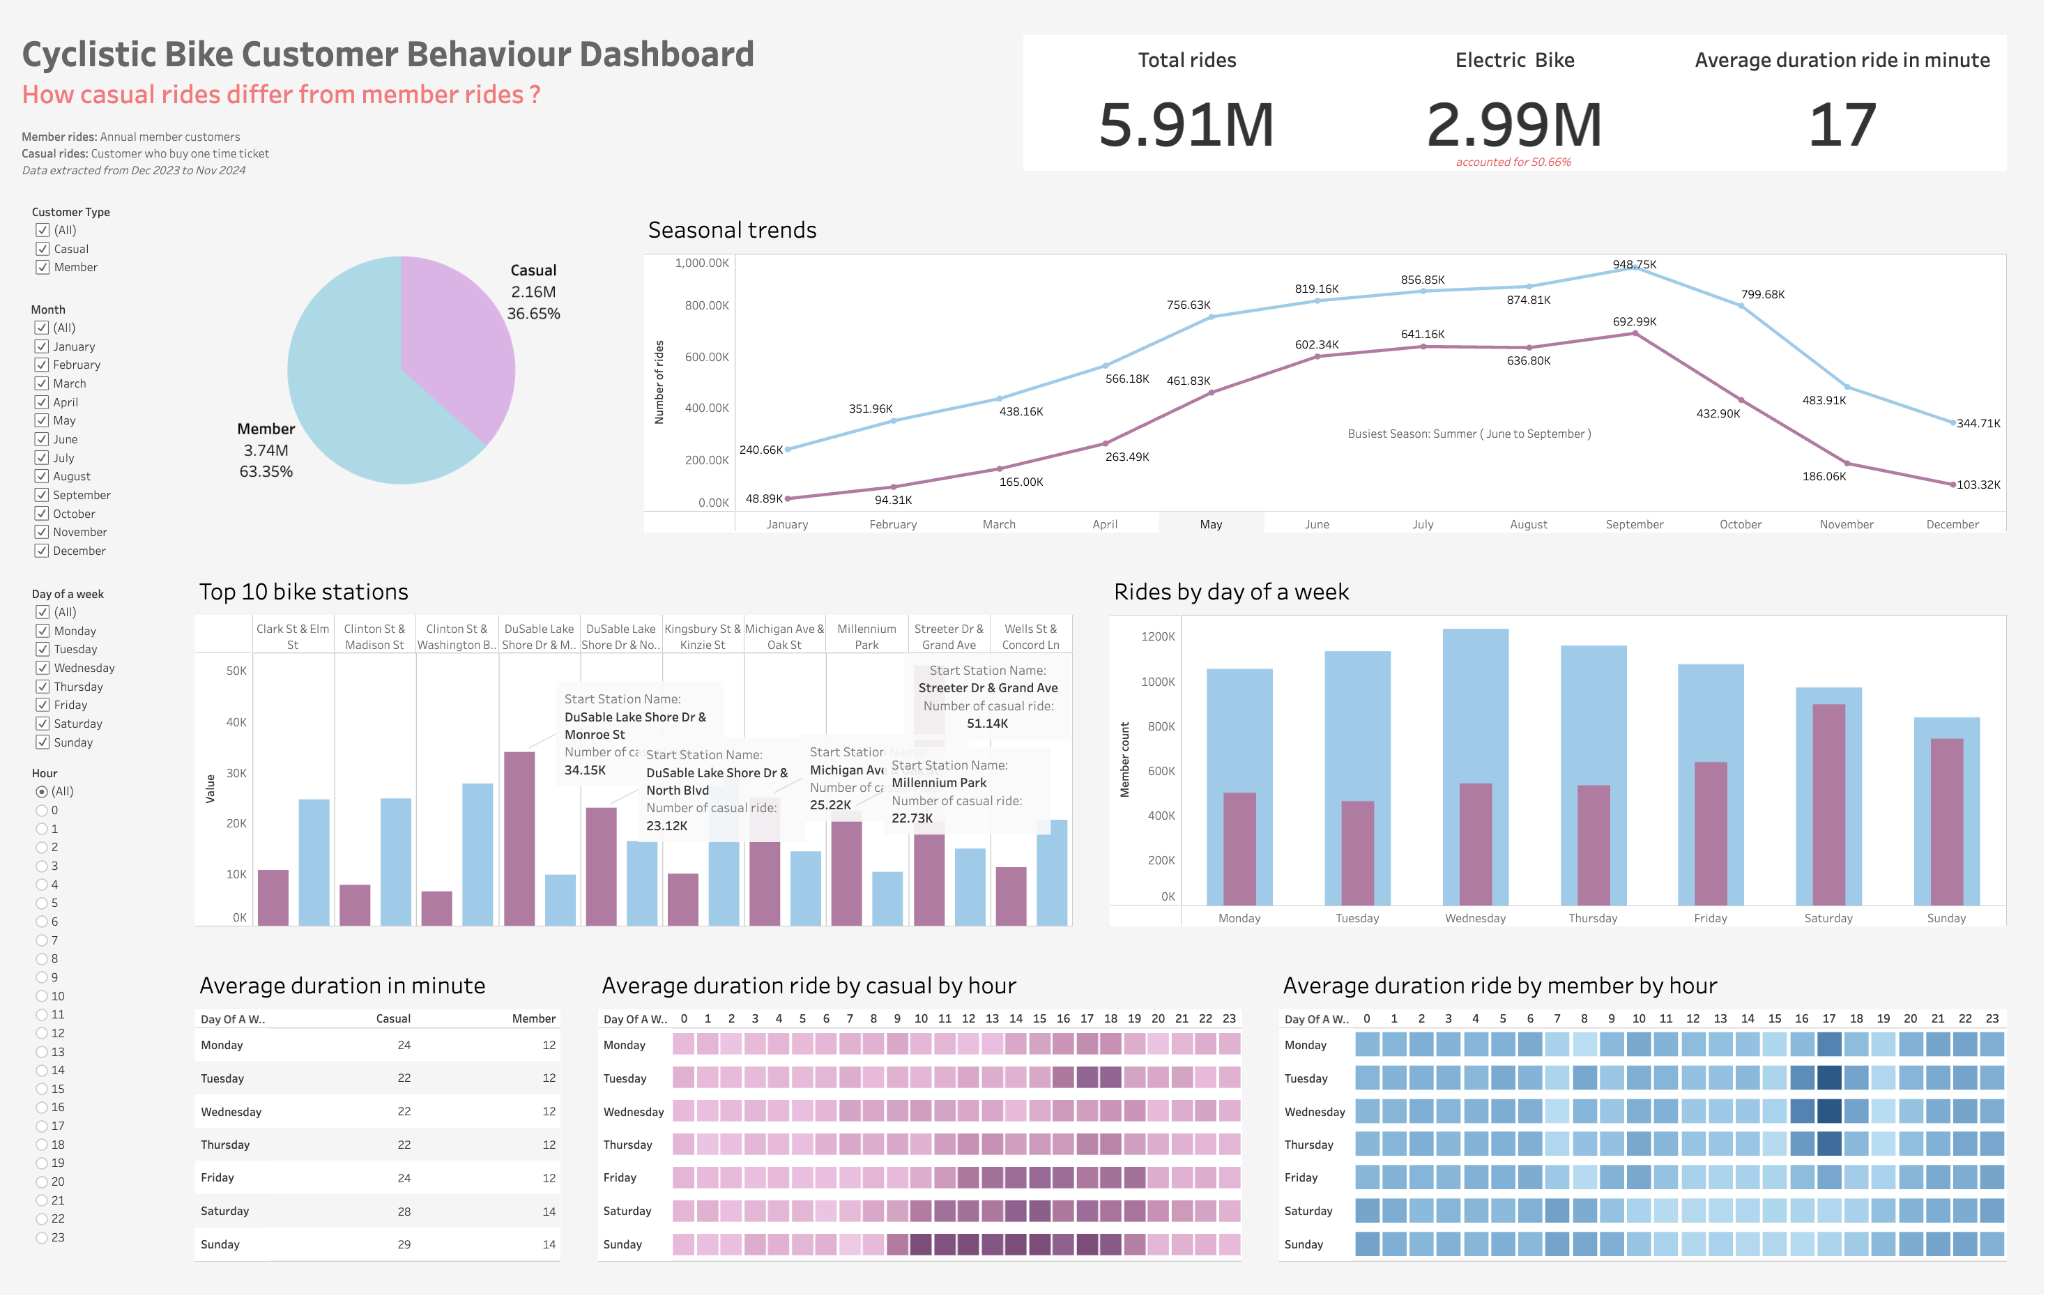 Cyclistic Bike Customer Behaviour Dashboard
How casual rides differ from member rides ?
Member rides: Annual member customers
Casual rides: Customer who buy one time ticket
Data extracted from Dec 2023 to Nov 2024
Total rides
5.91M
Electric Bike
2.99M
accounted for 50.66%
Average duration ride in minute
17
Customer Type
(All)
Casual
Member
Month
(All)
January
February
March
April
May
June
July
August
September
October
November
December
Day of a week
(All)
Monday
Tuesday
Wednesday
Thursday
Friday
Saturday
Sunday
Hour
(All)
0
1
2
3
4
5
6
7
8
9
10
11
12
13
14
15
16
17
18
19
20
21
22
23
Casual
2.16M
36.65%
Member
3.74M
63.35%
Seasonal trends
Number of rides
1,000.00K
800.00K
600.00K
400.00K
200.00K
0.00K
240.66K
351.96K
438.16K
566.18K
756.63K
819.16K
856.85K
874.81K
948.75K
799.68K
483.91K
344.71K
48.89K
94.31K
165.00K
263.49K
461.83K
602.34K
641.16K
636.80K
692.99K
432.90K
186.06K
103.32K
Busiest Season: Summer ( June to September )
January February March April May June July August September October November December
Top 10 bike stations
Clark St & Elm
St
Clinton St &
Madison St
Clinton St &
Washington B..
DuSable Lake
Shore Dr & M..
DuSable Lake
Shore Dr & No..
Kingsbury St &
Kinzie St
Michigan Ave &
Oak St
Millennium
Park
Streeter Dr &
Grand Ave
Wells St &
Concord Ln
Value
50K
40K
30K
20K
10K
0K
Start Station Name:
DuSable Lake Shore Dr &
Monroe St
Number of ca
34.15K
Start Station Name:
DuSable Lake Shore Dr &
North Blvd
Number of casual ride:
23.12K
Start Station
Michigan Ave
Number of ca
25.22K
Start Station Name:
Millennium Park
Number of casual ride:
22.73K
Start Station Name:
Streeter Dr & Grand Ave
Number of casual ride:
51.14K
Rides by day of a week
Member count
1200K
1000K
800K
600K
400K
200K
0K
Monday Tuesday Wednesday Thursday Friday Saturday Sunday
Average duration in minute
Day Of A W.. Casual Member
Monday 24 12
Tuesday 22 12
Wednesday 22 12
Thursday 22 12
Friday 24 12
Saturday 28 14
Sunday 29 14
Average duration ride by casual by hour
Day Of A W.. 0 1 2 3 4 5 6 7 8 9 10 11 12 13 14 15 16 17 18 19 20 21 22 23
Monday
Tuesday
Wednesday
Thursday
Friday
Saturday
Sunday
Average duration ride by member by hour
Day Of A W.. 0 1 2 3 4 5 6 7 8 9 10 11 12 13 14 15 16 17 18 19 20 21 22 23
Monday
Tuesday
Wednesday
Thursday
Friday
Saturday
Sunday